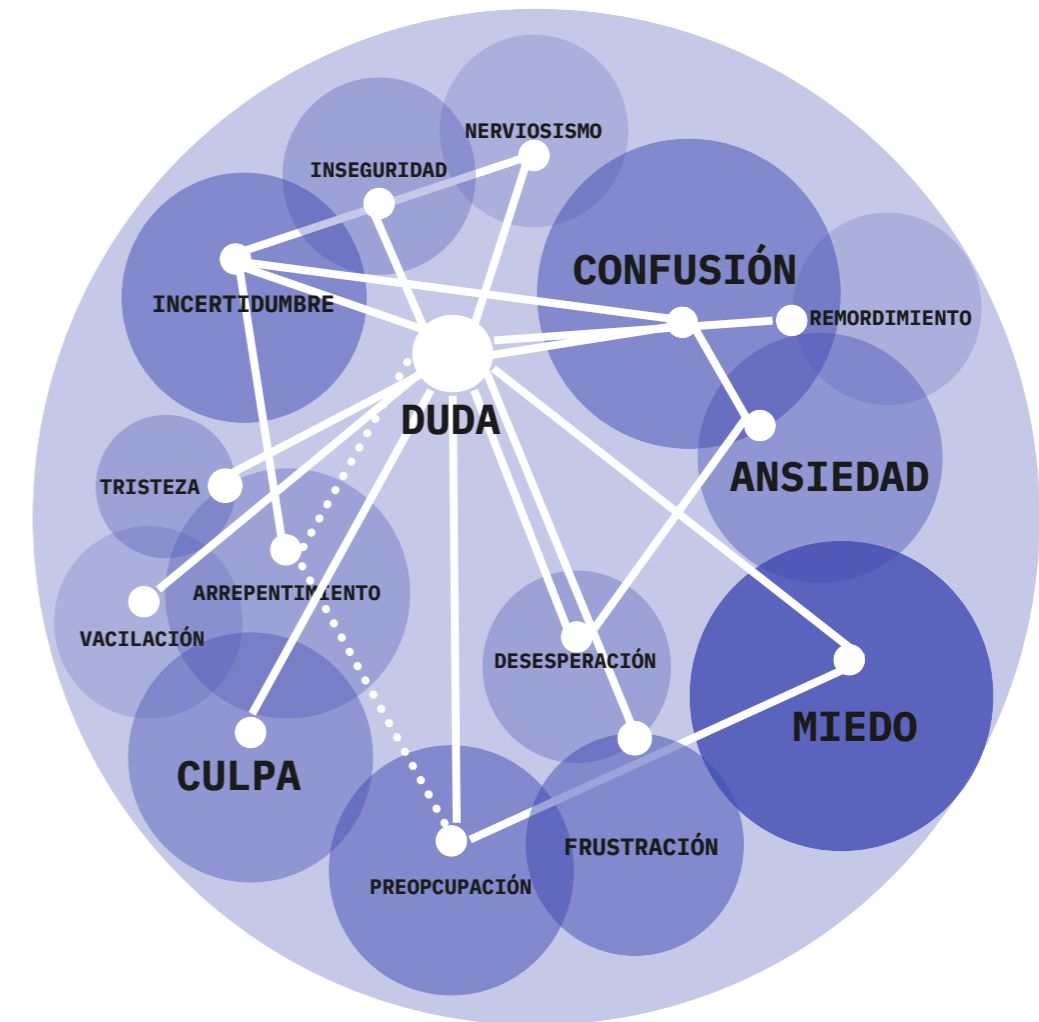 NERVIOSISMO
INSEGURIDAD
CONFUSIÓN
INCERTIDUMBRE
REMORDIMIENTO
DUDA
ANSIEDAD
TRISTEZA
ARREPENTIMIENTO
VACILACIÓN
DESESPERACIÓN
MIEDO
CULPA
FRUSTRACIÓN
PREOPCUPACIÓN